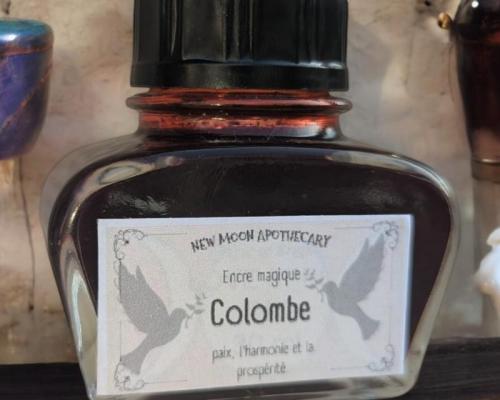 NEW MOON APOTHECARY
Encre magique
Colombe
paix, l'harmonie et la
prospérité.